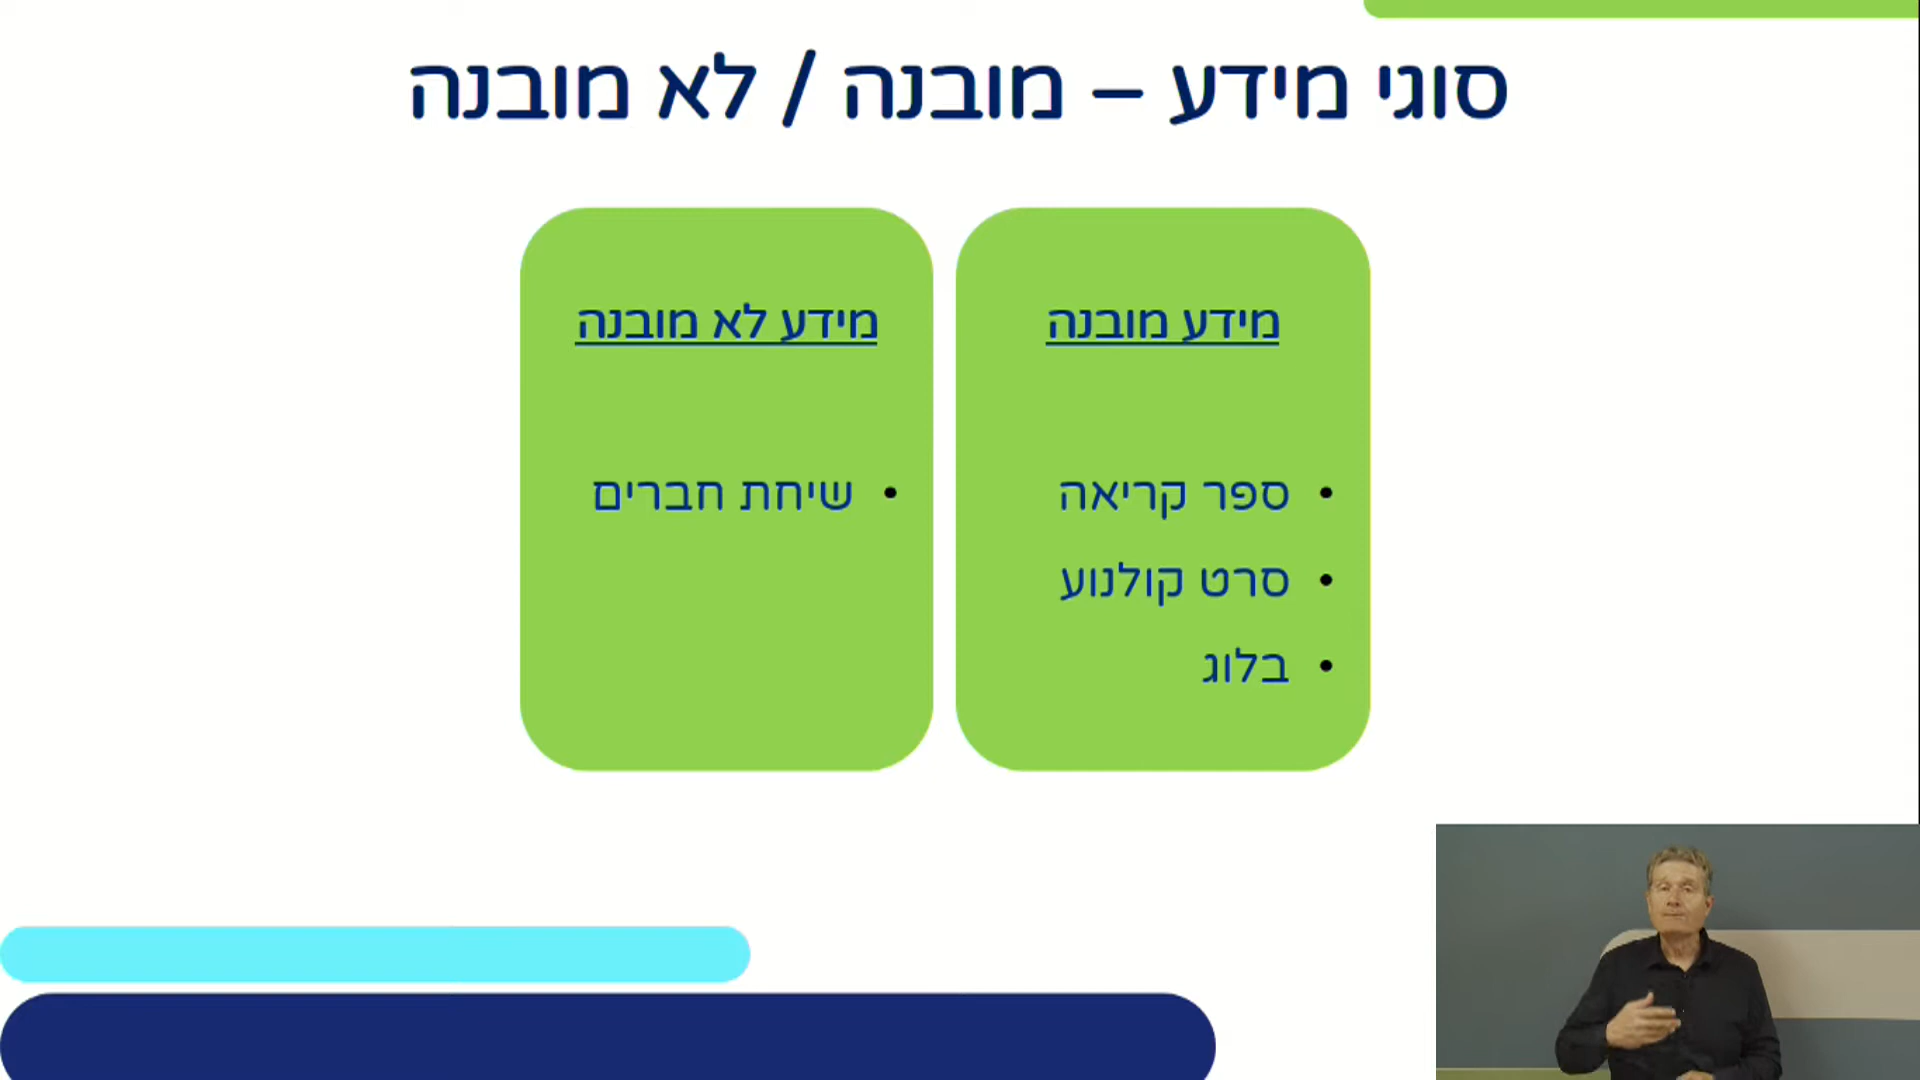 סוגי מידע – מובנה / לא מובנה
מידע מובנה
• ספר קריאה
• סרט קולנוע
• בלוג
מידע לא מובנה
• שיחת חברים